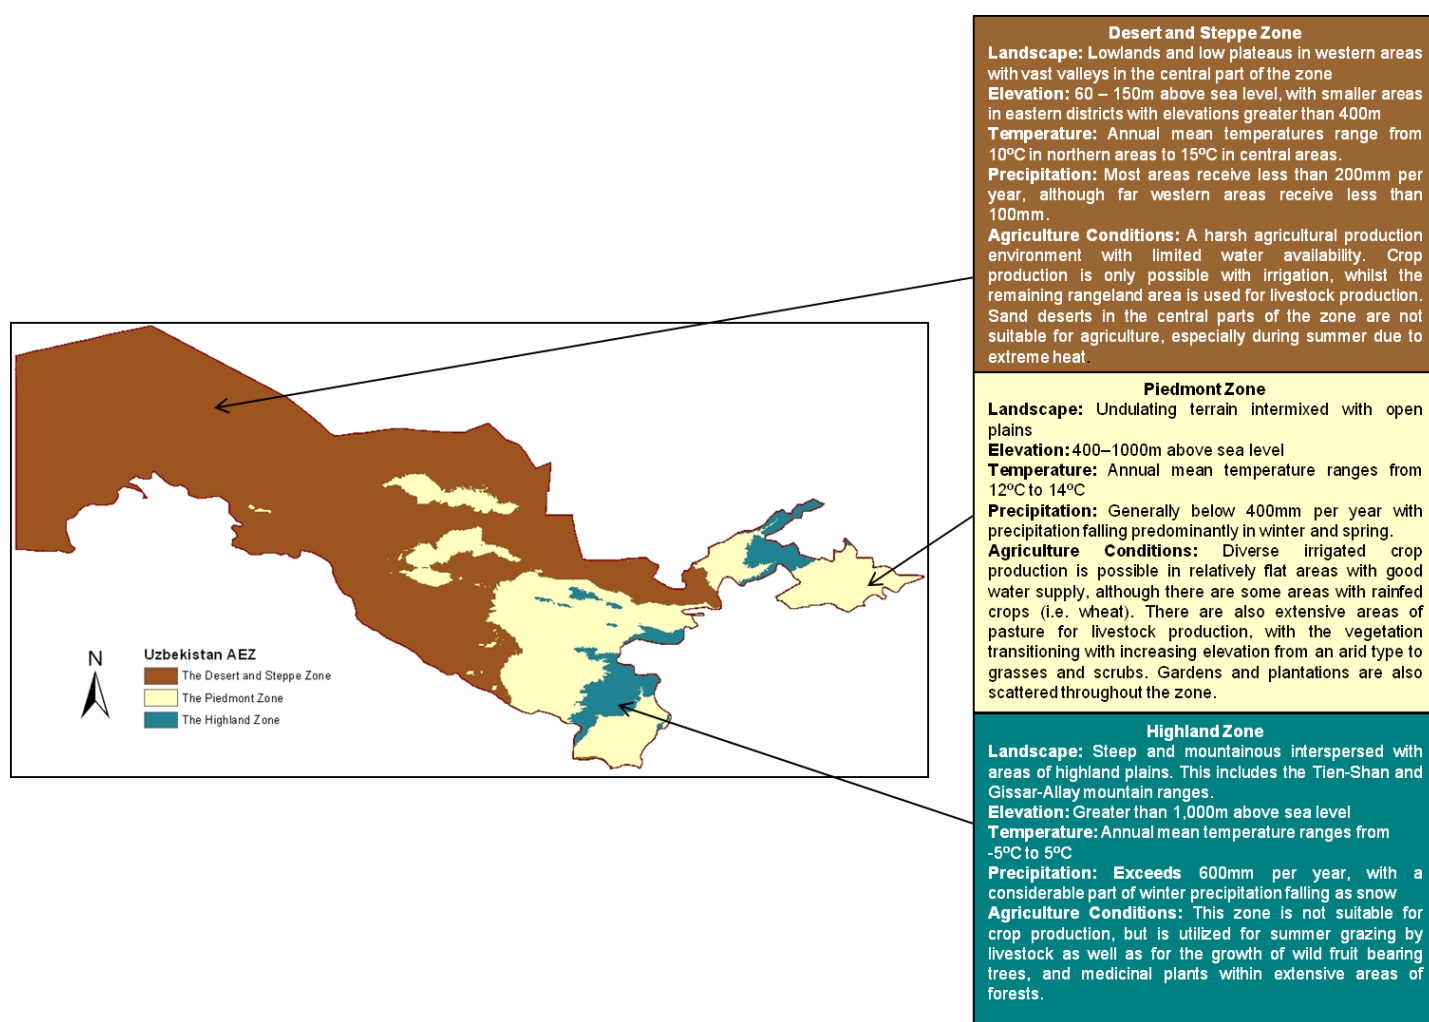 Desert and Steppe Zone
Landscape: Lowlands and low plateaus in western areas
with vast valleys in the central part of the zone
Elevation: 60 – 150m above sea level, with smaller areas
in eastern districts with elevations greater than 400m
Temperature: Annual mean temperatures range from
10ºC in northern areas to 15ºC in central areas.
Precipitation: Most areas receive less than 200mm per
year, although far western areas receive less than
100mm.
Agriculture Conditions: A harsh agricultural production
environment with limited water availability. Crop
production is only possible with irrigation, whilst the
remaining rangeland area is used for livestock production.
Sand deserts in the central parts of the zone are not
suitable for agriculture, especially during summer due to
extreme heat.
Piedmont Zone
Landscape: Undulating terrain intermixed with open
plains
Elevation: 400–1000m above sea level
Temperature: Annual mean temperature ranges from
12ºC to 14ºC
Precipitation: Generally below 400mm per year with
precipitation falling predominantly in winter and spring.
Agriculture Conditions: Diverse irrigated crop
production is possible in relatively flat areas with good
water supply, although there are some areas with rainfed
crops (i.e. wheat). There are also extensive areas of
pasture for livestock production, with the vegetation
transitioning with increasing elevation from an arid type to
grasses and scrubs. Gardens and plantations are also
scattered throughout the zone.
Highland Zone
Landscape: Steep and mountainous interspersed with
areas of highland plains. This includes the Tien-Shan and
Gissar-Allay mountain ranges.
Elevation: Greater than 1,000m above sea level
Temperature: Annual mean temperature ranges from
-5ºC to 5ºC
Precipitation: Exceeds 600mm per year, with a
considerable part of winter precipitation falling as snow
Agriculture Conditions: This zone is not suitable for
crop production, but is utilized for summer grazing by
livestock as well as for the growth of wild fruit bearing
trees, and medicinal plants within extensive areas of
forests.
N
Uzbekistan AEZ
The Desert and Steppe Zone
The Piedmont Zone
The Highland Zone